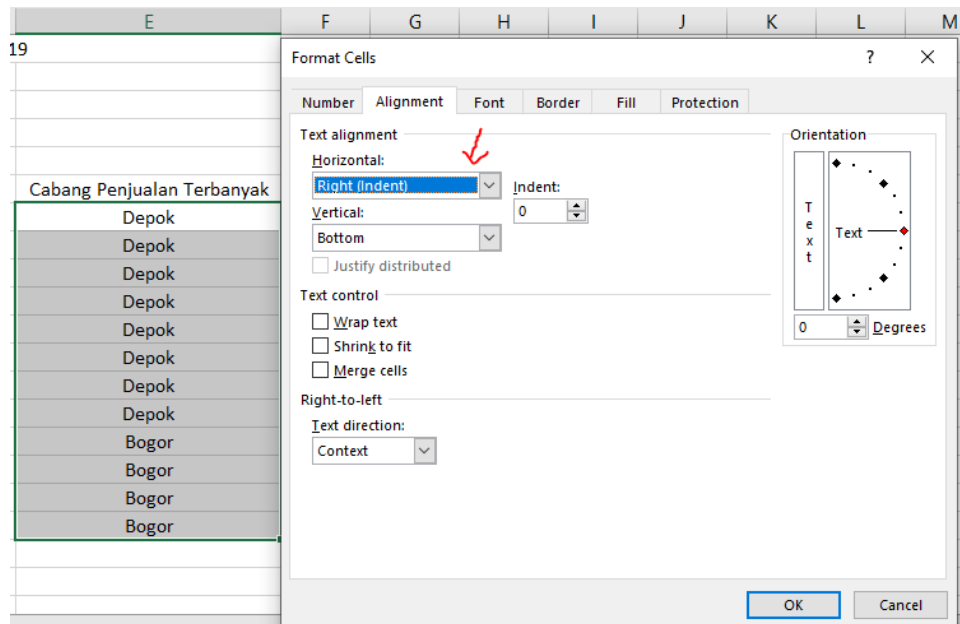 E F G H I J K L M
19
Cabang Penjualan Terbanyak
Depok
Depok
Depok
Depok
Depok
Depok
Depok
Depok
Bogor
Bogor
Bogor
Bogor
Format Cells ?
Number Alignment Font Border Fill Protection
Text alignment
Horizontal:
Right (Indent)
Indent:
0
Vertical:
Bottom
Justify distributed
Text control
Wrap text
Shrink to fit
Merge cells
Right-to-left
Text direction:
Context
Orientation
Text
Text
0 Degrees
OK Cancel